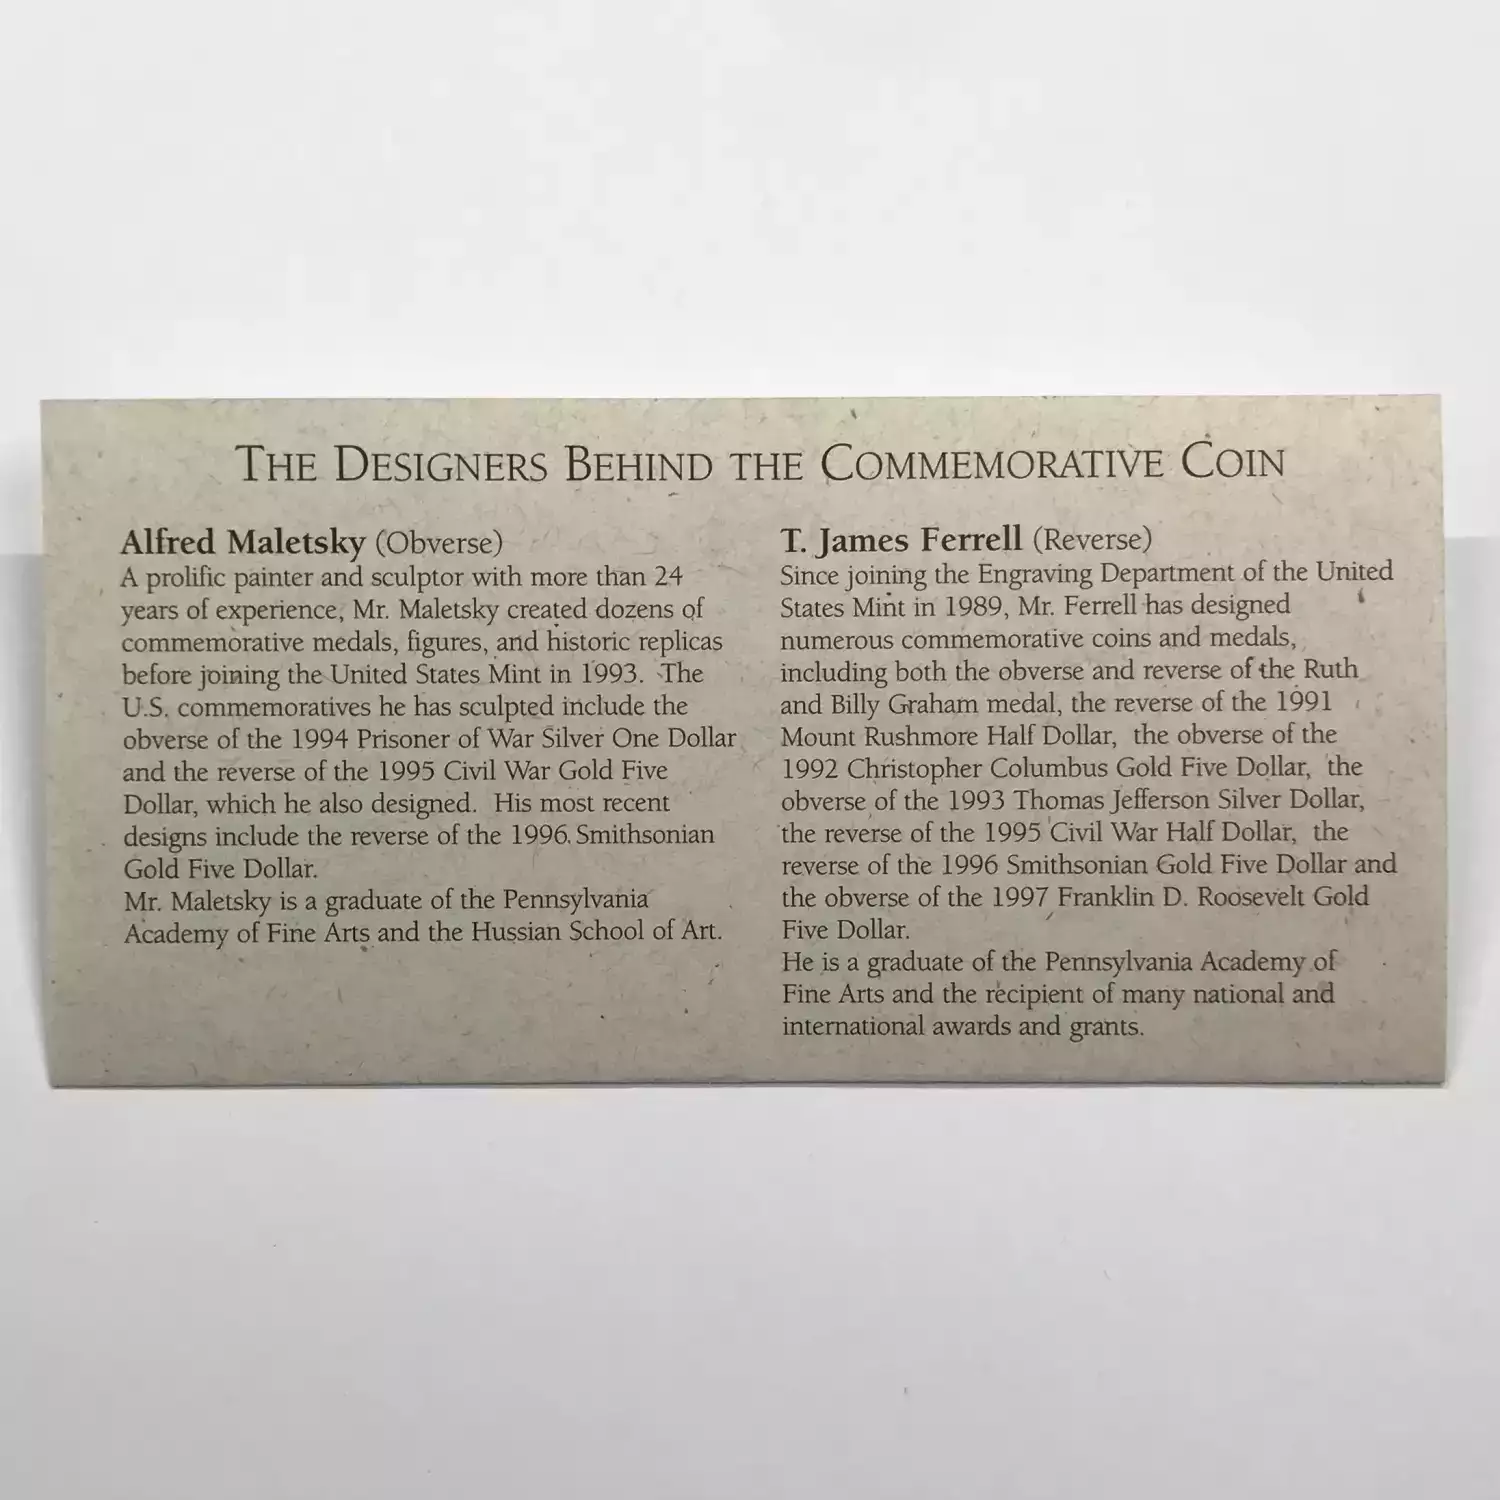 THE DESIGNERS BEHIND THE COMMEMORATIVE COIN
Alfred Maletsky (Obverse)
A prolific painter and sculptor with more than 24
years of experience, Mr. Maletsky created dozens of
commemorative medals, figures, and historic replicas
before joining the United States Mint in 1993. The
U.S. commemoratives he has sculpted include the
obverse of the 1994 Prisoner of War Silver One Dollar
and the reverse of the 1995 Civil War Gold Five
Dollar, which he also designed. His most recent
designs include the reverse of the 1996 Smithsonian
Gold Five Dollar.
Mr. Maletsky is a graduate of the Pennsylvania
Academy of Fine Arts and the Hussian School of Art.
T. James Ferrell (Reverse)
Since joining the Engraving Department of the United
States Mint in 1989, Mr. Ferrell has designed
numerous commemorative coins and medals,
including both the obverse and reverse of the Ruth
and Billy Graham medal, the reverse of the 1991
Mount Rushmore Half Dollar, the obverse of the
1992 Christopher Columbus Gold Five Dollar, the
obverse of the 1993 Thomas Jefferson Silver Dollar,
the reverse of the 1995 Civil War Half Dollar, the
reverse of the 1996 Smithsonian Gold Five Dollar and
the obverse of the 1997 Franklin D. Roosevelt Gold
Five Dollar.
He is a graduate of the Pennsylvania Academy of
Fine Arts and the recipient of many national and
international awards and grants.